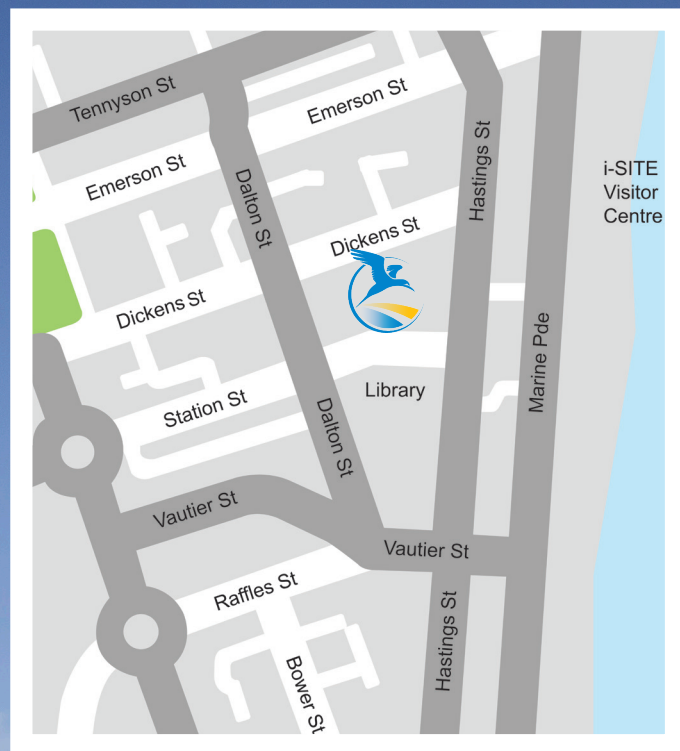 Tennyson St
Emerson St
Emerson St
Hastings St
i-SITE
Visitor
Centre
Dalton St
Dickens St
Dickens St
Marine Pde
Library
Station St
Dalton St
Vautier St
Vautier St
Raffles St
Hastings St
Bower St